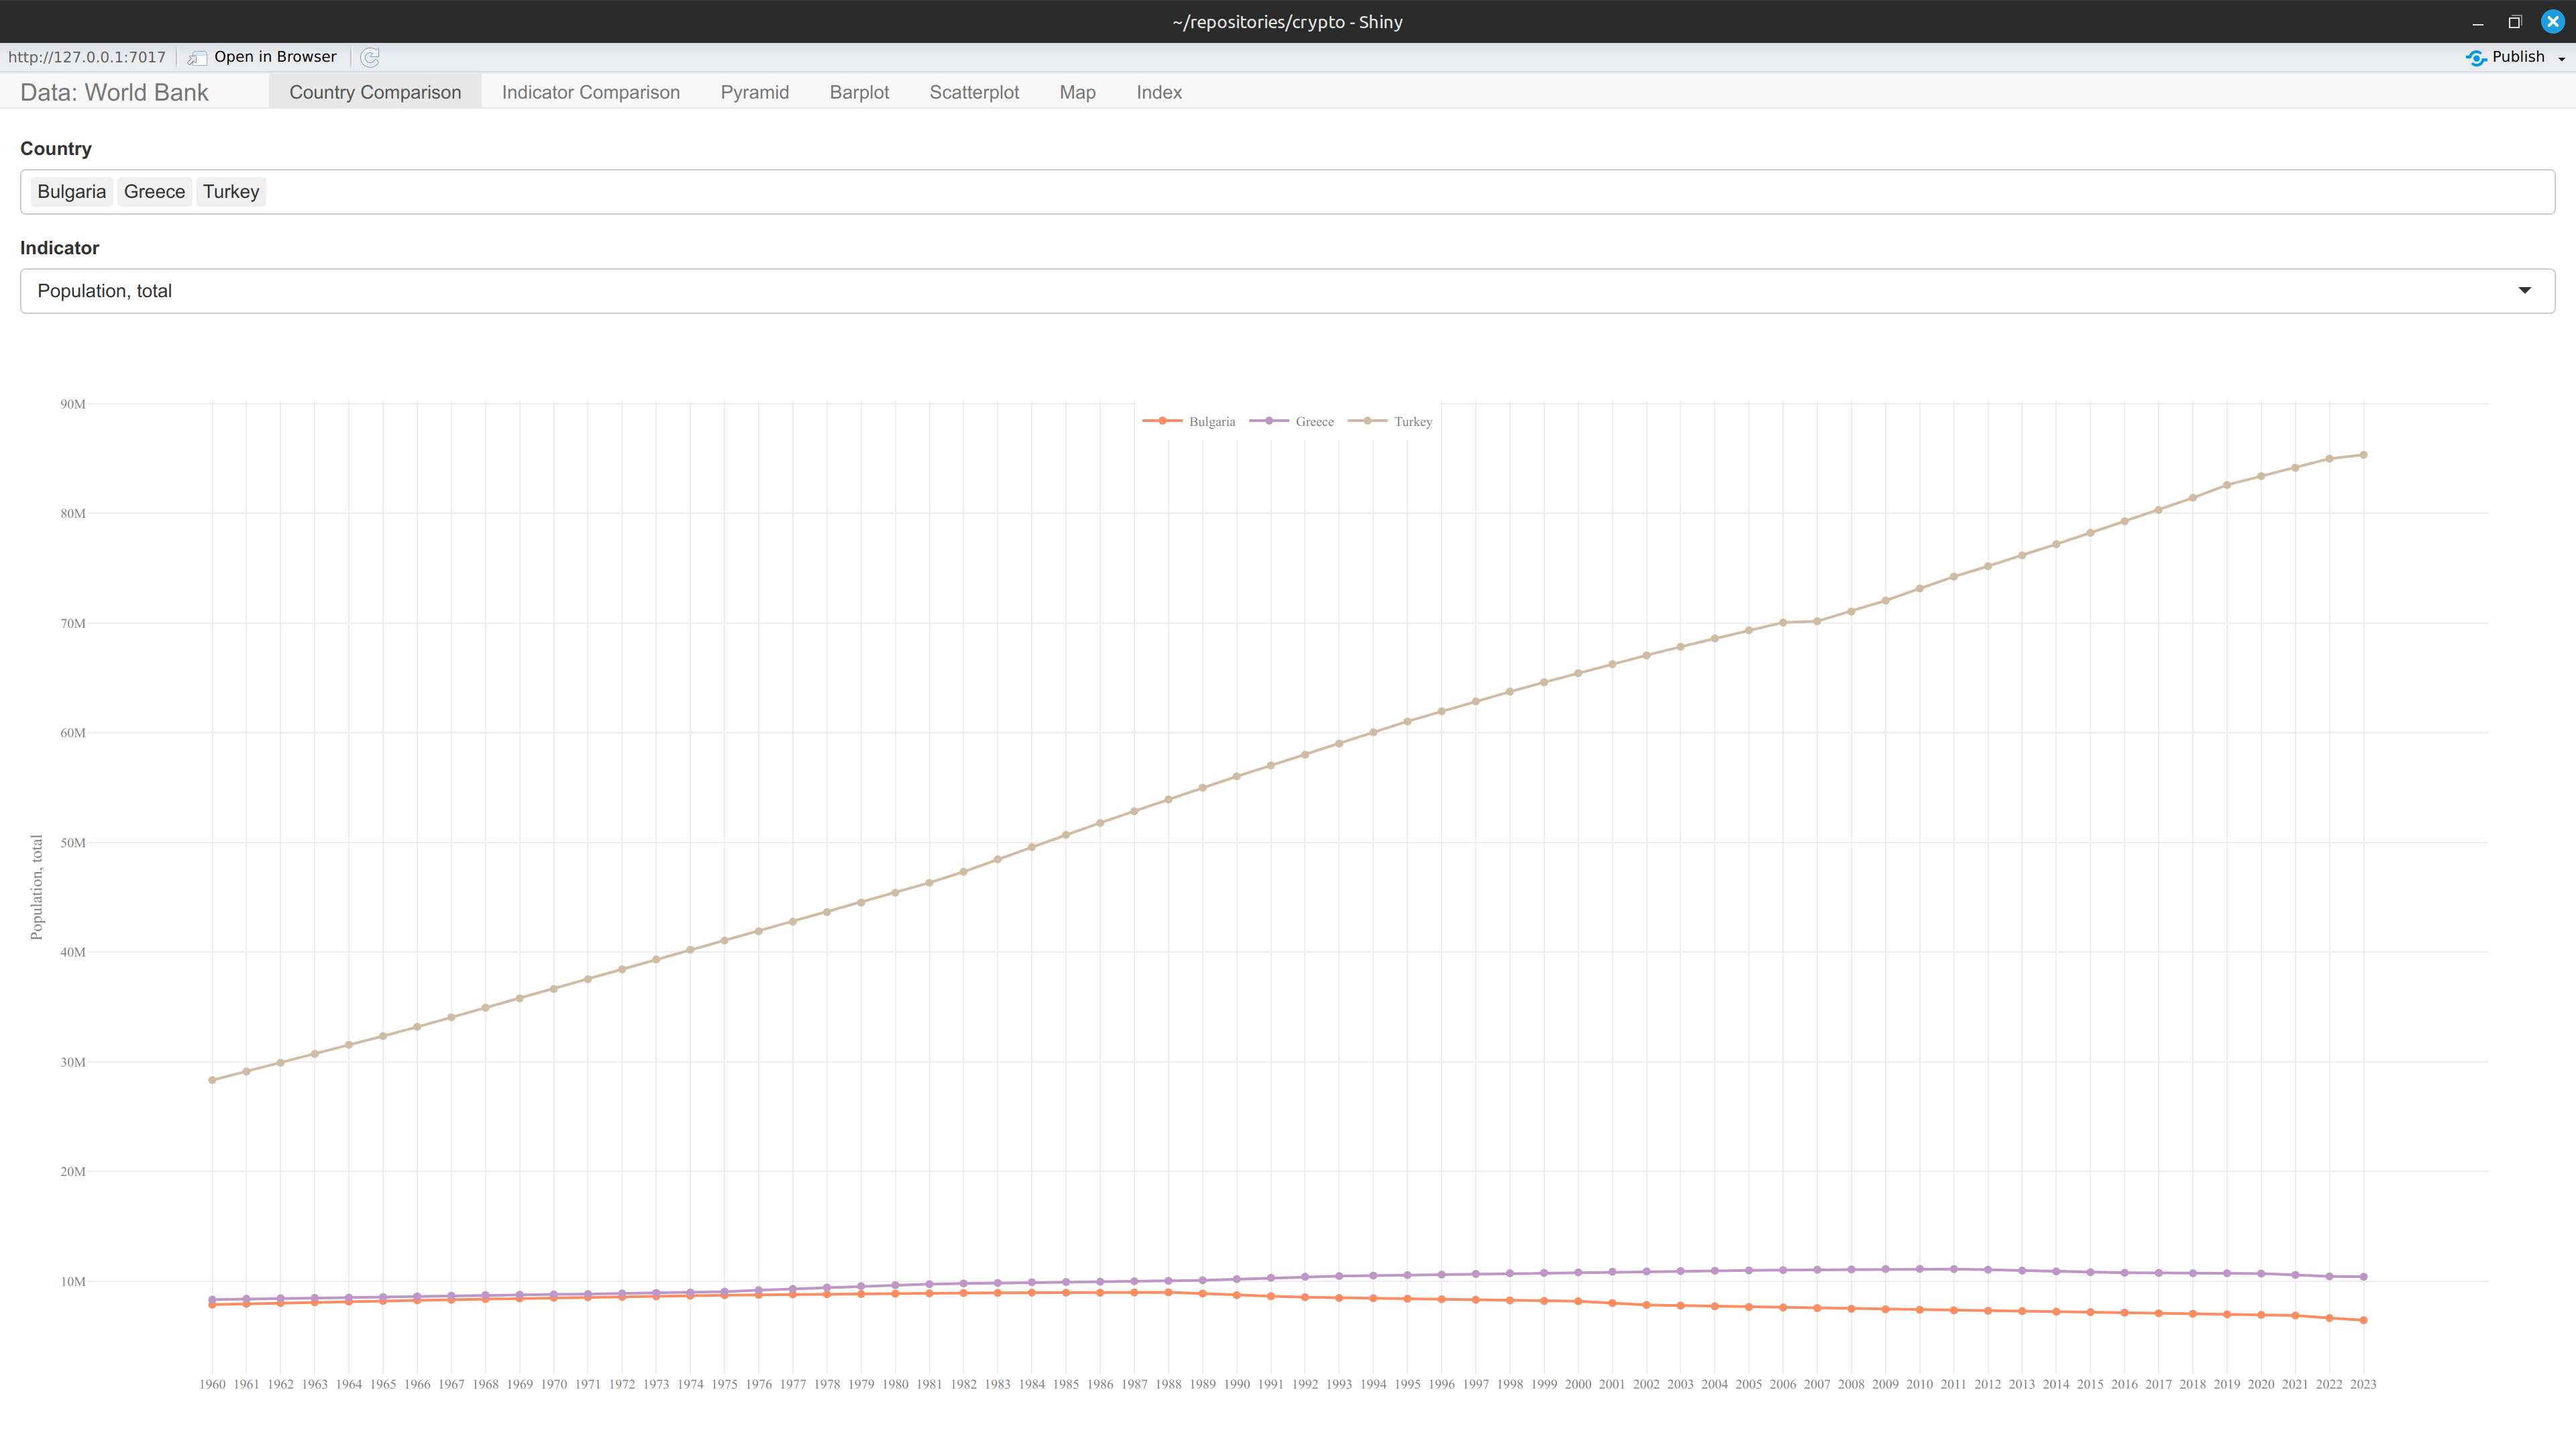 ~/repositories/crypto - Shiny
http://127.0.0.1:7017 Open in Browser Publish
Data: World Bank Country Comparison Indicator Comparison Pyramid Barplot Scatterplot Map Index
Country
Bulgaria Greece Turkey
Indicator
Population, total
Bulgaria Greece Turkey
90M
80M
70M
60M
50M
40M
30M
20M
10M
Population, total
1960 1961 1962 1963 1964 1965 1966 1967 1968 1969 1970 1971 1972 1973 1974 1975 1976 1977 1978 1979 1980 1981 1982 1983 1984 1985 1986 1987 1988 1989 1990 1991 1992 1993 1994 1995 1996 1997 1998 1999 2000 2001 2002 2003 2004 2005 2006 2007 2008 2009 2010 2011 2012 2013 2014 2015 2016 2017 2018 2019 2020 2021 2022 2023